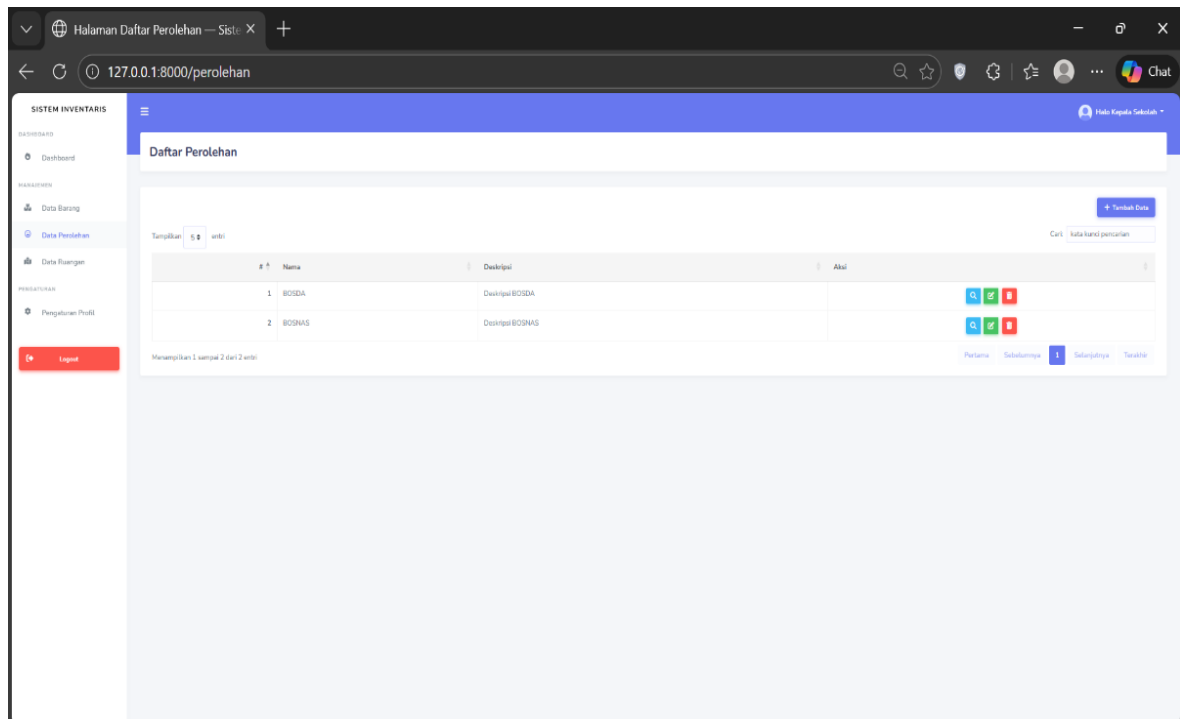 Halaman Daftar Perolehan — Siste
127.0.0.1:8000/perolehan
Chat
SISTEM INVENTARIS
Halo Kepala Sekolah
DASHBOARD
Dashboard
Daftar Perolehan
MANAJEMEN
Data Barang
+ Tambah Data
Data Perolehan
Tampilkan 5 entri
Cari: kata kunci pencarian
Data Ruangan
# Nama Deskripsi Aksi
PENGATURAN
1 BOSDA Deskripsi BOSDA
Pengaturan Profil
2 BOSNAS Deskripsi BOSNAS
Logout
Menampilkan 1 sampai 2 dari 2 entri
Pertama Sebelumnya 1 Selanjutnya Terakhir